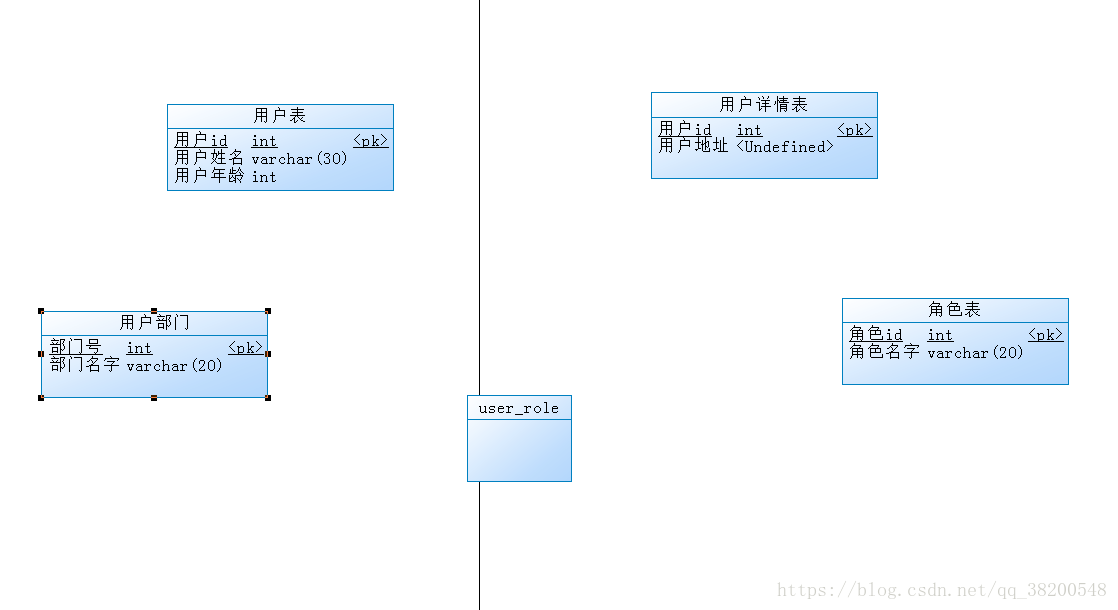 用户表
用户id int <pk>
用户姓名 varchar(30)
用户年龄 int
用户详情表
用户id int <pk>
用户地址 <Undefined>
用户部门
部门号 int <pk>
部门名字 varchar(20)
角色表
角色id int <pk>
角色名字 varchar(20)
user_role
https://blog.csdn.net/qq_38200548